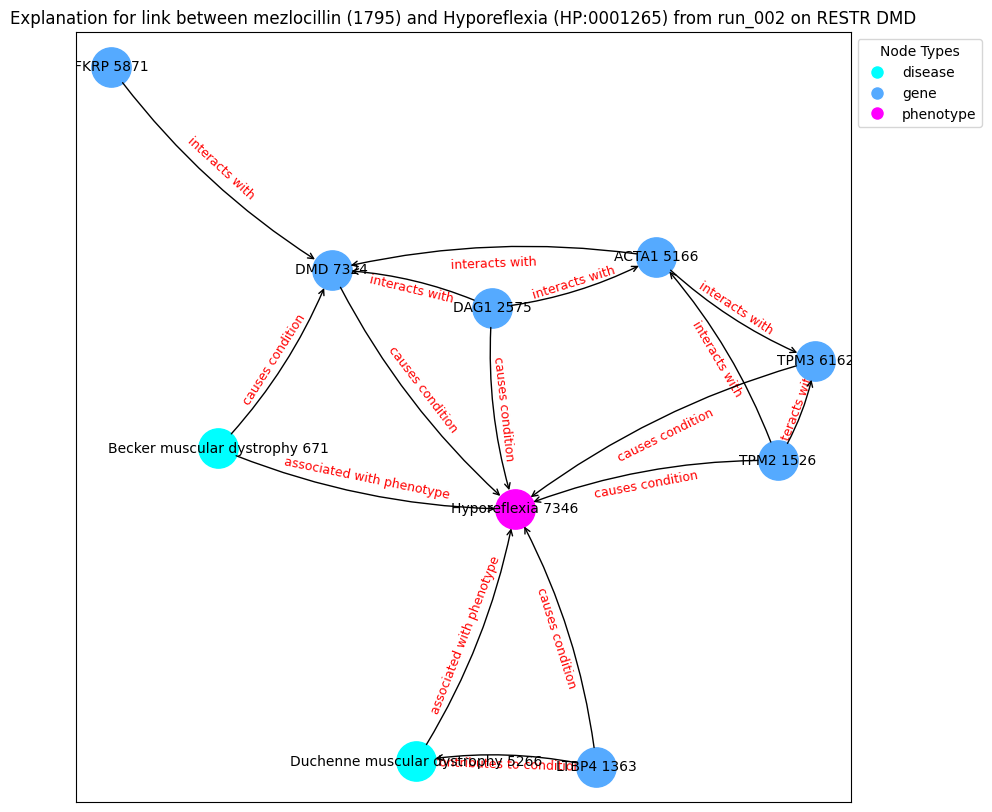 Explanation for link between mezlocillin (1795) and Hyporeflexia (HP:0001265) from run_002 on RESTR DMD
Node Types
disease
gene
phenotype
FKRP 5871
interacts with
ACTA1 5166
DMD 7324
interacts with
interacts with
interacts with
DAG1 2575
interacts with
interacts with
TPM3 6162
causes condition
causes condition
causes condition
causes condition
Becker muscular dystrophy 671
TPM2 1526
associated with phenotype
causes condition
Hyporeflexia 7346
associated with phenotype
causes condition
Duchenne muscular dystrophy 5266
LTBP4 1363